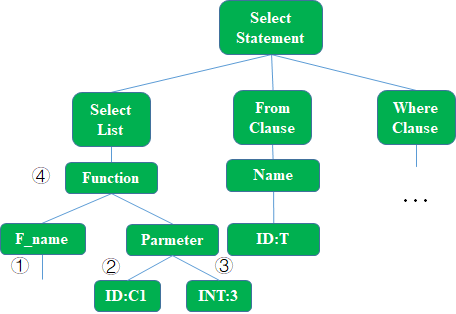 Select
Statement
Select
List
From
Clause
Where
Clause
④
Function
Name
...
F_name
Parmeter
ID:T
①
②
③
ID:C1
INT:3